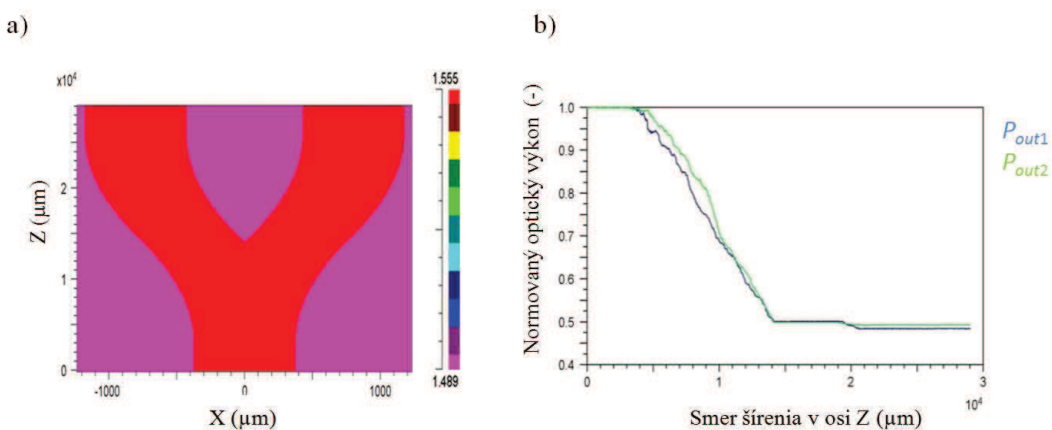 a)
x10⁴
2
1
0
Z (µm)
-1000
0
1000
X (µm)
1.555
1.489
b)
Normovaný optický výkon (-)
1.0
0.9
0.8
0.7
0.6
0.5
0.4
0
1
2
3
10⁴
Smer šírenia v osi Z (µm)
Pout1
Pout2